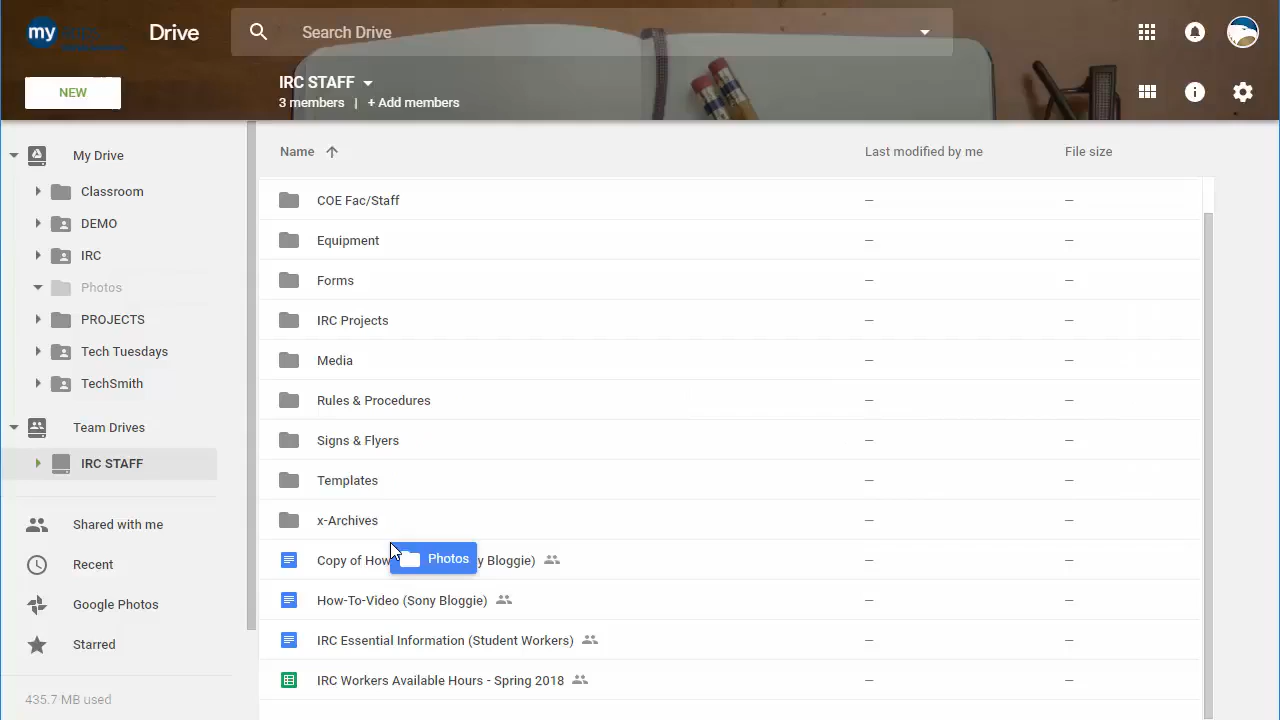 my
Drive
Search Drive
NEW
IRC STAFF
3 members | + Add members
Name
Last modified by me
File size
My Drive
Classroom
DEMO
IRC
Photos
PROJECTS
Tech Tuesdays
TechSmith
Team Drives
IRC STAFF
Shared with me
Recent
Google Photos
Starred
435.7 MB used
COE Fac/Staff — —
Equipment — —
Forms — —
IRC Projects — —
Media — —
Rules & Procedures — —
Signs & Flyers — —
Templates — —
x-Archives — —
Copy of How Photos y Bloggie) — —
How-To-Video (Sony Bloggie) — —
IRC Essential Information (Student Workers) — —
IRC Workers Available Hours - Spring 2018 — —